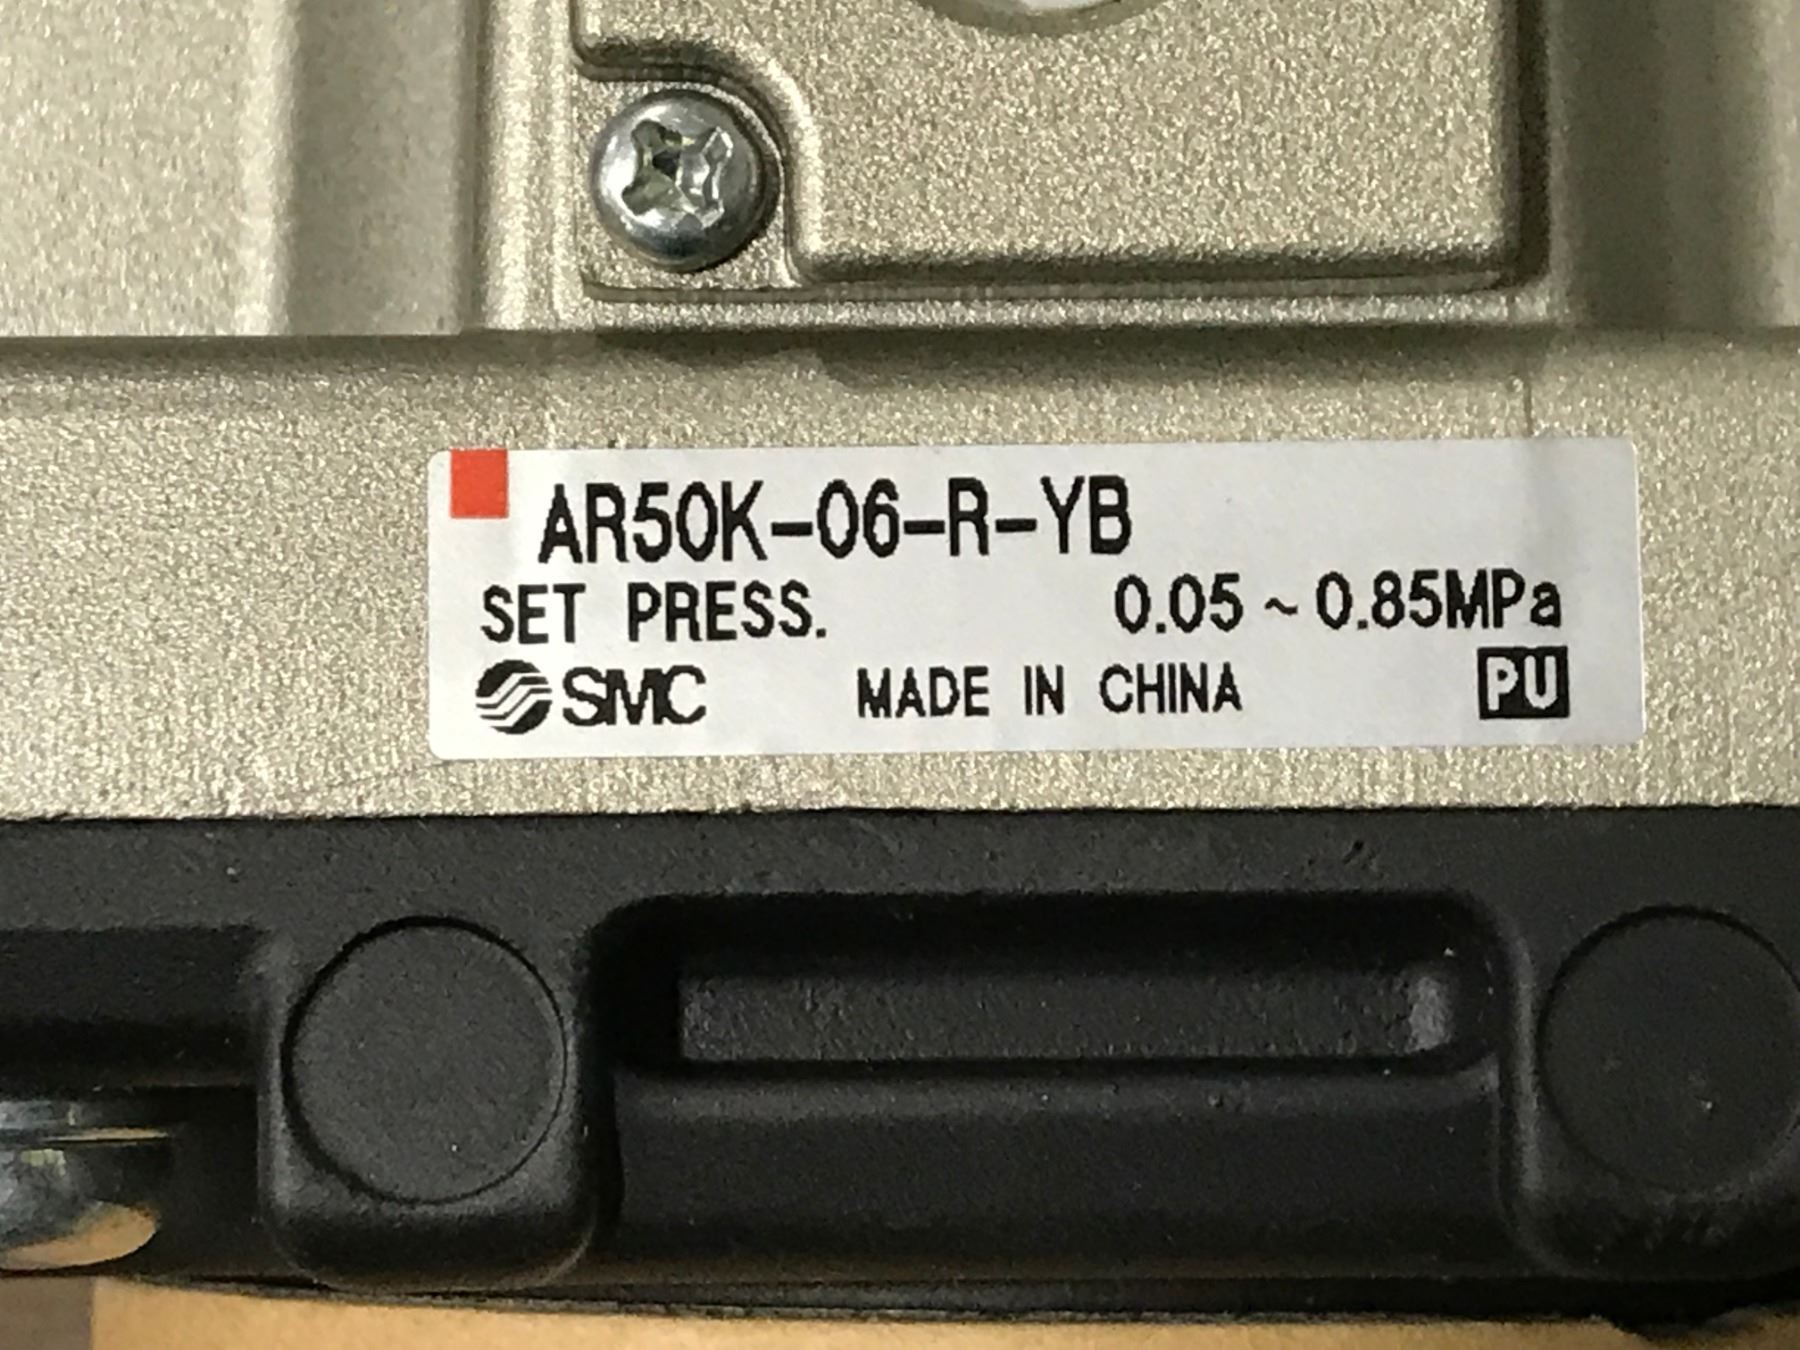 AR50K-06-R-YB
SET PRESS. 0.05~0.85MPa
SMC MADE IN CHINA PU